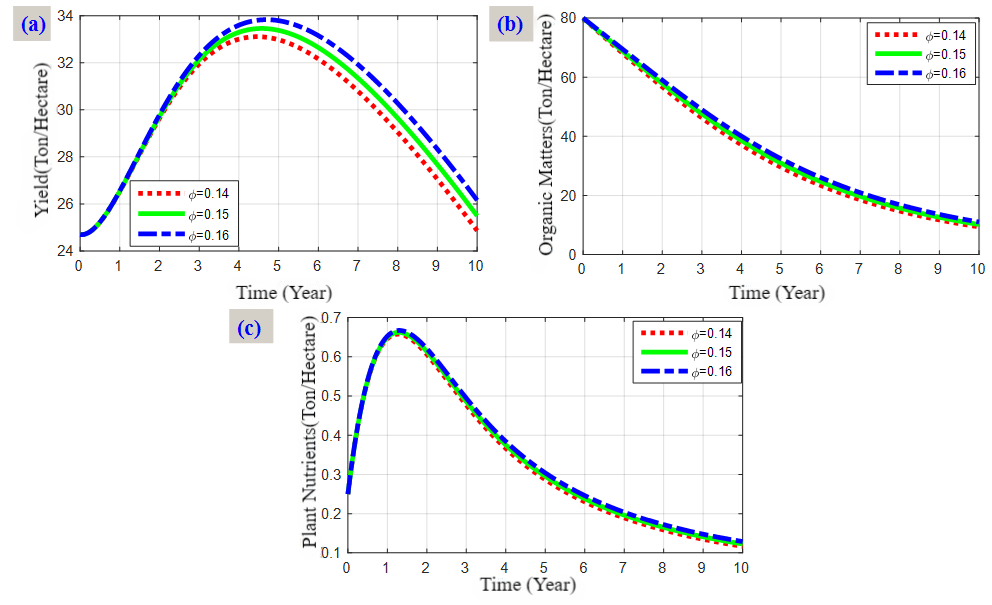 (a)
Yield(Ton/Hectare)
34
32
30
28
26
24
ϕ=0.14
ϕ=0.15
ϕ=0.16
0 1 2 3 4 5 6 7 8 9 10
Time (Year)
(b)
Organic Matters(Ton/Hectare)
80
60
40
20
0
ϕ=0.14
ϕ=0.15
ϕ=0.16
0 1 2 3 4 5 6 7 8 9 10
Time (Year)
(c)
Plant Nutrients(Ton/Hectare)
0.7
0.6
0.5
0.4
0.3
0.2
0.1
ϕ=0.14
ϕ=0.15
ϕ=0.16
0 1 2 3 4 5 6 7 8 9 10
Time (Year)